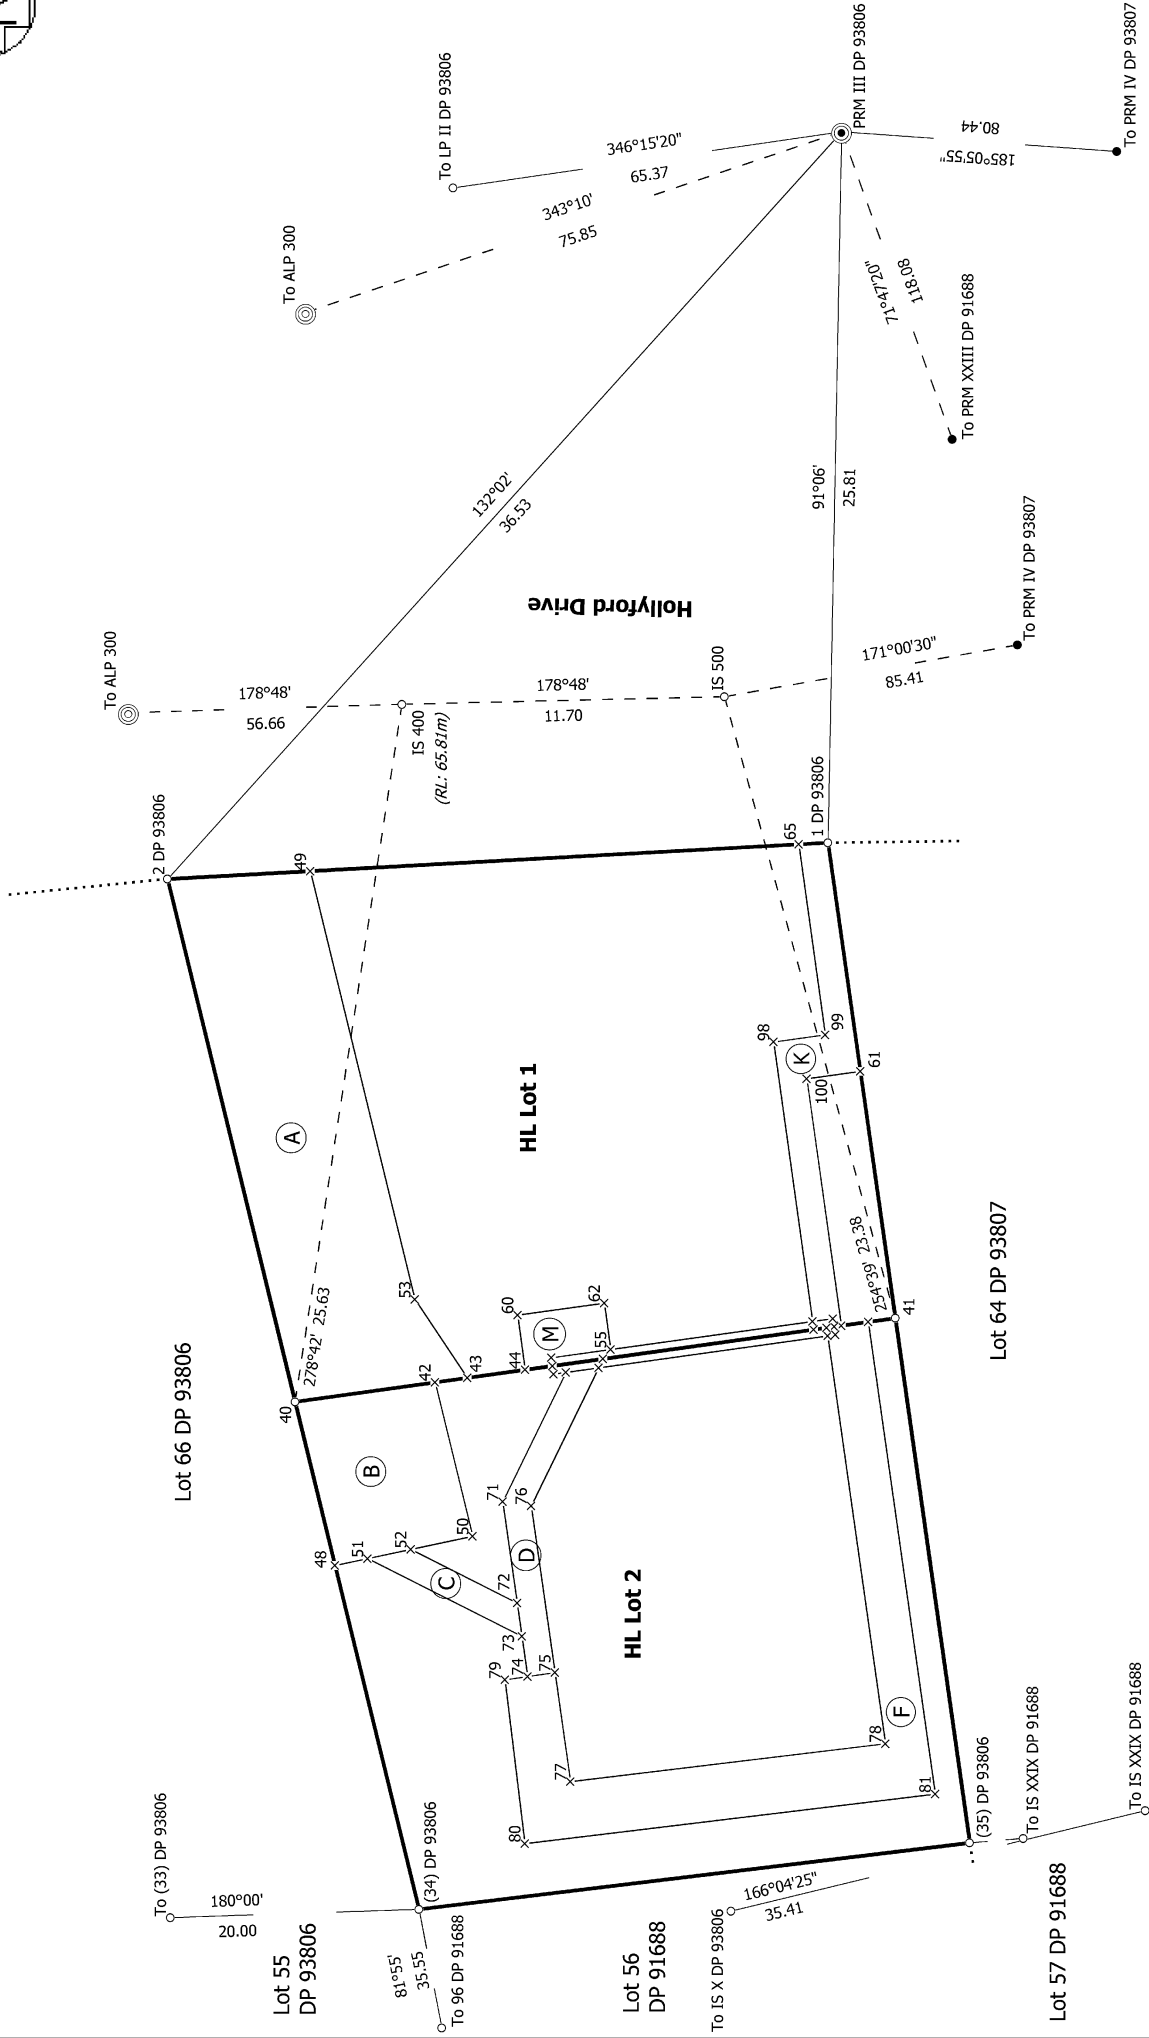 To LP II DP 93806
346°15'20"
65.37
PRM III DP 93806
To PRM IV DP 93807
80.44
185°05'55"
To ALP 300
343°10'
75.85
71°47'20"
118.08
To PRM XXIII DP 91688
132°02'
36.53
91°06'
25.81
Hollyford Drive
To ALP 300
178°48'
56.66
IS 400
(RL: 65.81m)
178°48'
11.70
IS 500
171°00'30"
85.41
To PRM IV DP 93807
2 DP 93806
49
65
1 DP 93806
A
HL Lot 1
98
K
99
100
61
53
60
62
M
278°42' 25.63
254°39' 23.38
41
Lot 66 DP 93806
Lot 64 DP 93807
40
42
43
44
55
B
48
51
52
50
71
76
C
D
72
73
74
75
79
HL Lot 2
77
78
F
80
81
To (33) DP 93806
180°00'
20.00
(34) DP 93806
(35) DP 93806
To IS XXIX DP 91688
To IS XXIX DP 91688
Lot 55
DP 93806
81°55'
35.55
To 96 DP 91688
Lot 56
DP 91688
To IS X DP 93806
166°04'25"
35.41
Lot 57 DP 91688